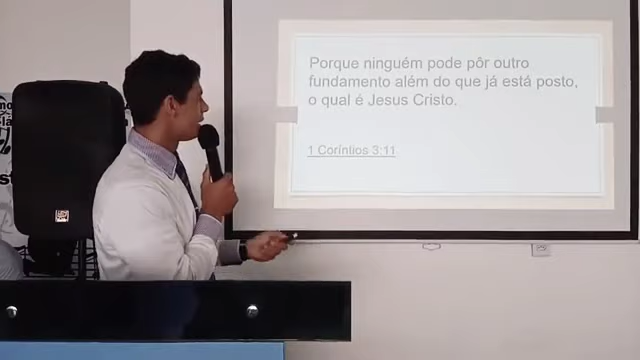 Porque ninguém pode pôr outro
fundamento além do que já está posto,
o qual é Jesus Cristo.
1 Coríntios 3:11